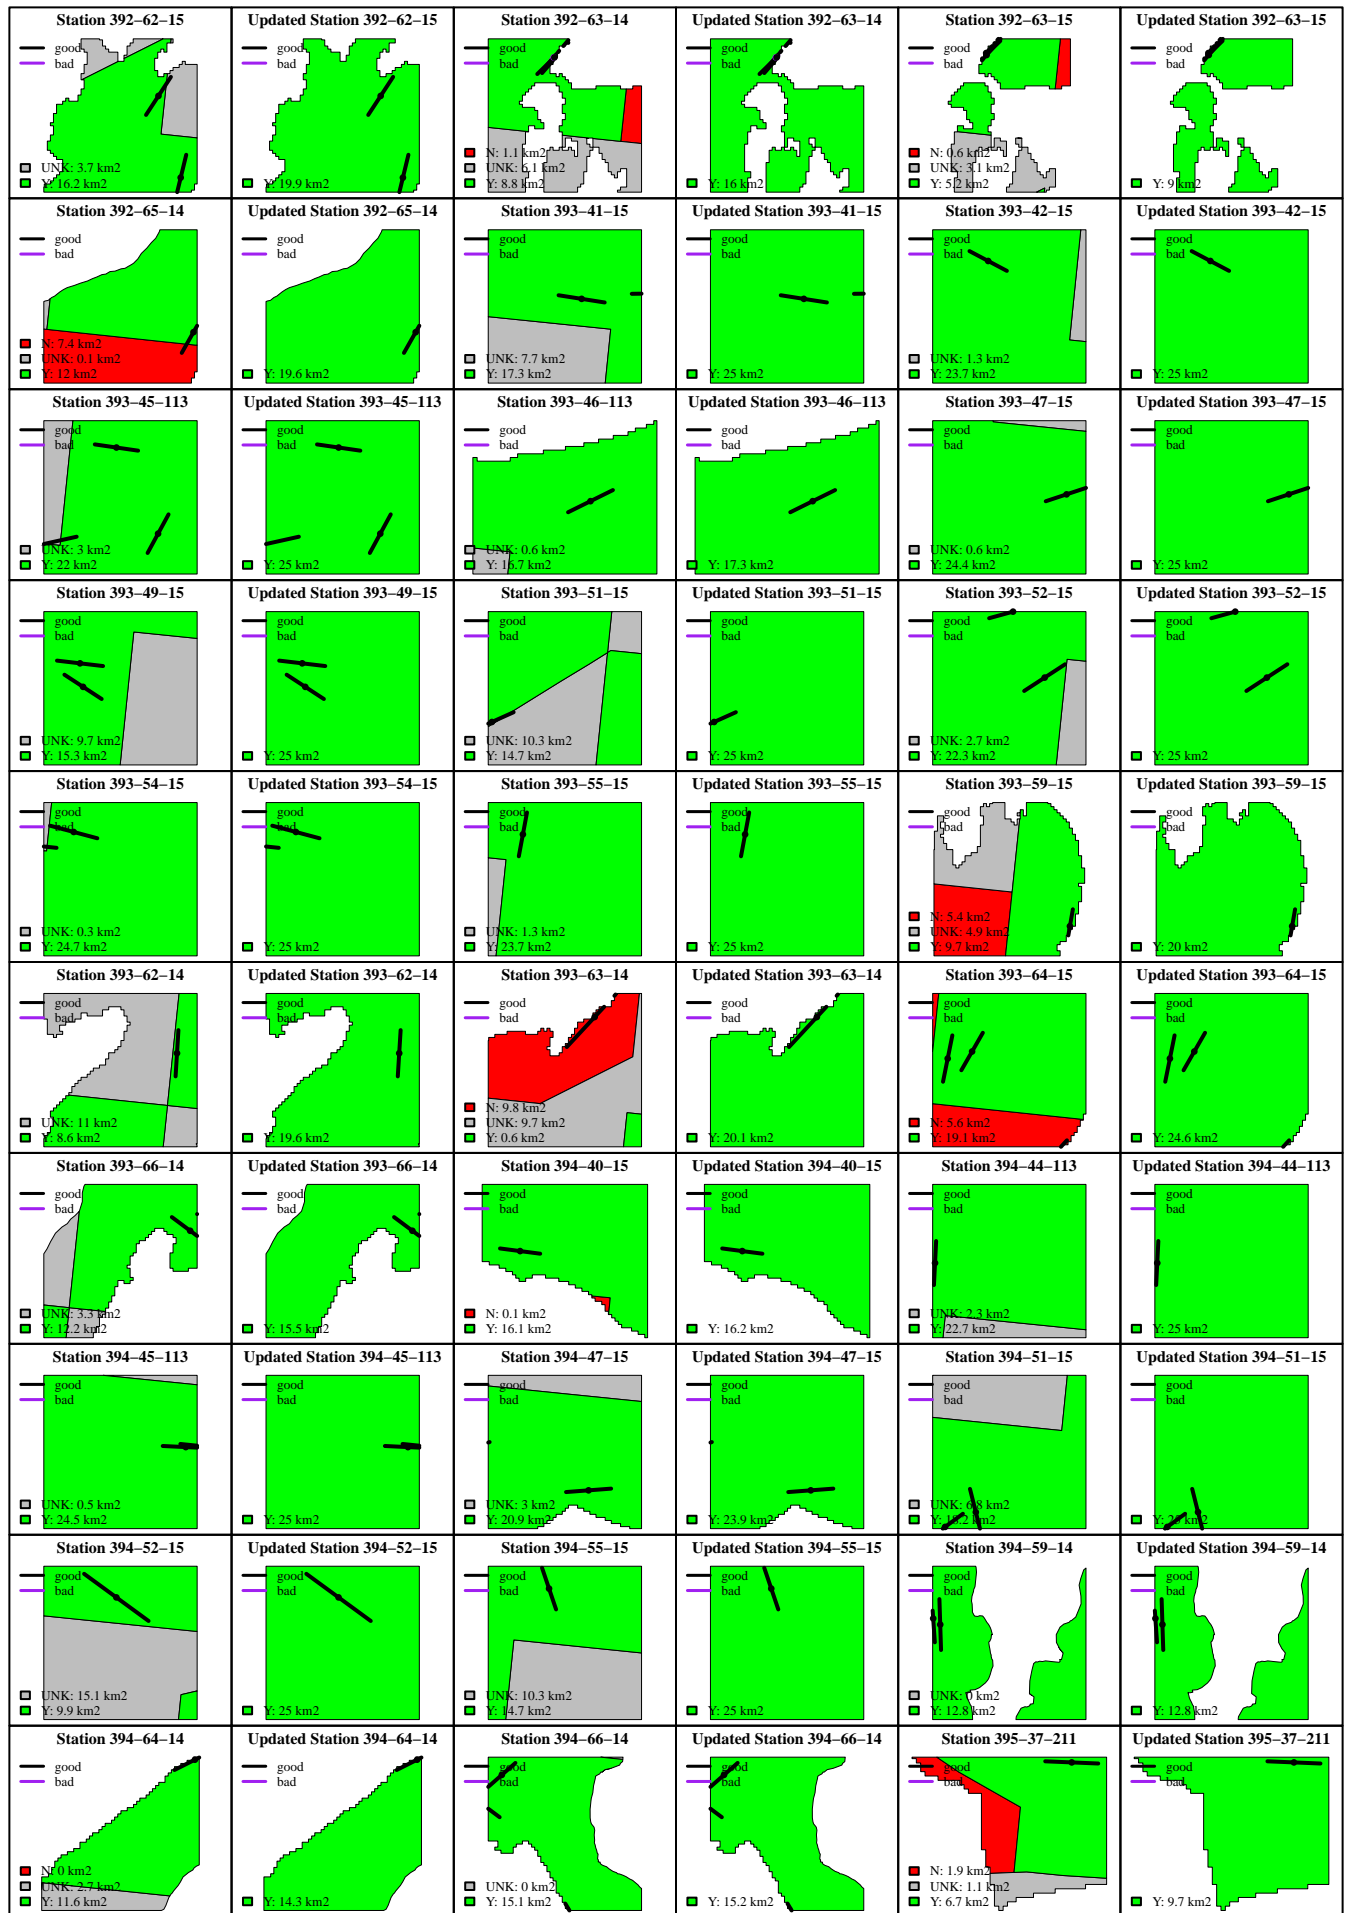 Station 392−62−15
good
bad
UNK: 3.7 km2
Y: 16.2 km2
Updated Station 392−62−15
good
bad
Y: 19.9 km2
Station 392−63−14
good
bad
N: 1.1 km2
UNK: 6.1 km2
Y: 8.8 km2
Updated Station 392−63−14
good
bad
Y: 16 km2
Station 392−63−15
good
bad
N: 0.6 km2
UNK: 3.1 km2
Y: 5.2 km2
Updated Station 392−63−15
good
bad
Y: 9 km2
Station 392−65−14
good
bad
N: 7.4 km2
UNK: 0.1 km2
Y: 12 km2
Updated Station 392−65−14
good
bad
Y: 19.6 km2
Station 393−41−15
good
bad
UNK: 7.7 km2
Y: 17.3 km2
Updated Station 393−41−15
good
bad
Y: 25 km2
Station 393−42−15
good
bad
UNK: 1.3 km2
Y: 23.7 km2
Updated Station 393−42−15
good
bad
Y: 25 km2
Station 393−45−113
good
bad
UNK: 3 km2
Y: 22 km2
Updated Station 393−45−113
good
bad
Y: 25 km2
Station 393−46−113
good
bad
UNK: 0.6 km2
Y: 16.7 km2
Updated Station 393−46−113
good
bad
Y: 17.3 km2
Station 393−47−15
good
bad
UNK: 0.6 km2
Y: 24.4 km2
Updated Station 393−47−15
good
bad
Y: 25 km2
Station 393−49−15
good
bad
UNK: 9.7 km2
Y: 15.3 km2
Updated Station 393−49−15
good
bad
Y: 25 km2
Station 393−51−15
good
bad
UNK: 10.3 km2
Y: 14.7 km2
Updated Station 393−51−15
good
bad
Y: 25 km2
Station 393−52−15
good
bad
UNK: 2.7 km2
Y: 22.3 km2
Updated Station 393−52−15
good
bad
Y: 25 km2
Station 393−54−15
good
bad
UNK: 0.3 km2
Y: 24.7 km2
Updated Station 393−54−15
good
bad
Y: 25 km2
Station 393−55−15
good
bad
UNK: 1.3 km2
Y: 23.7 km2
Updated Station 393−55−15
good
bad
Y: 25 km2
Station 393−59−15
good
bad
N: 5.4 km2
UNK: 4.9 km2
Y: 9.7 km2
Updated Station 393−59−15
good
bad
Y: 20 km2
Station 393−62−14
good
bad
UNK: 11 km2
Y: 8.6 km2
Updated Station 393−62−14
good
bad
Y: 19.6 km2
Station 393−63−14
good
bad
N: 9.8 km2
UNK: 9.7 km2
Y: 0.6 km2
Updated Station 393−63−14
good
bad
Y: 20.1 km2
Station 393−64−15
good
bad
N: 5.6 km2
Y: 19.1 km2
Updated Station 393−64−15
good
bad
Y: 24.6 km2
Station 393−66−14
good
bad
UNK: 3.3 km2
Y: 12.2 km2
Updated Station 393−66−14
good
bad
Y: 15.5 km2
Station 394−40−15
good
bad
N: 0.1 km2
Y: 16.1 km2
Updated Station 394−40−15
good
bad
Y: 16.2 km2
Station 394−44−113
good
bad
UNK: 2.3 km2
Y: 22.7 km2
Updated Station 394−44−113
good
bad
Y: 25 km2
Station 394−45−113
good
bad
UNK: 0.5 km2
Y: 24.5 km2
Updated Station 394−45−113
good
bad
Y: 25 km2
Station 394−47−15
good
bad
UNK: 3 km2
Y: 20.9 km2
Updated Station 394−47−15
good
bad
Y: 23.9 km2
Station 394−51−15
good
bad
UNK: 6.8 km2
Y: 18.2 km2
Updated Station 394−51−15
good
bad
Y: 25 km2
Station 394−52−15
good
bad
UNK: 15.1 km2
Y: 9.9 km2
Updated Station 394−52−15
good
bad
Y: 25 km2
Station 394−55−15
good
bad
UNK: 10.3 km2
Y: 14.7 km2
Updated Station 394−55−15
good
bad
Y: 25 km2
Station 394−59−14
good
bad
UNK: 0 km2
Y: 12.8 km2
Updated Station 394−59−14
good
bad
Y: 12.8 km2
Station 394−64−14
good
bad
N: 0 km2
UNK: 2.7 km2
Y: 11.6 km2
Updated Station 394−64−14
good
bad
Y: 14.3 km2
Station 394−66−14
good
bad
UNK: 0 km2
Y: 15.1 km2
Updated Station 394−66−14
good
bad
Y: 15.2 km2
Station 395−37−211
good
bad
N: 1.9 km2
UNK: 1.1 km2
Y: 6.7 km2
Updated Station 395−37−211
good
bad
Y: 9.7 km2